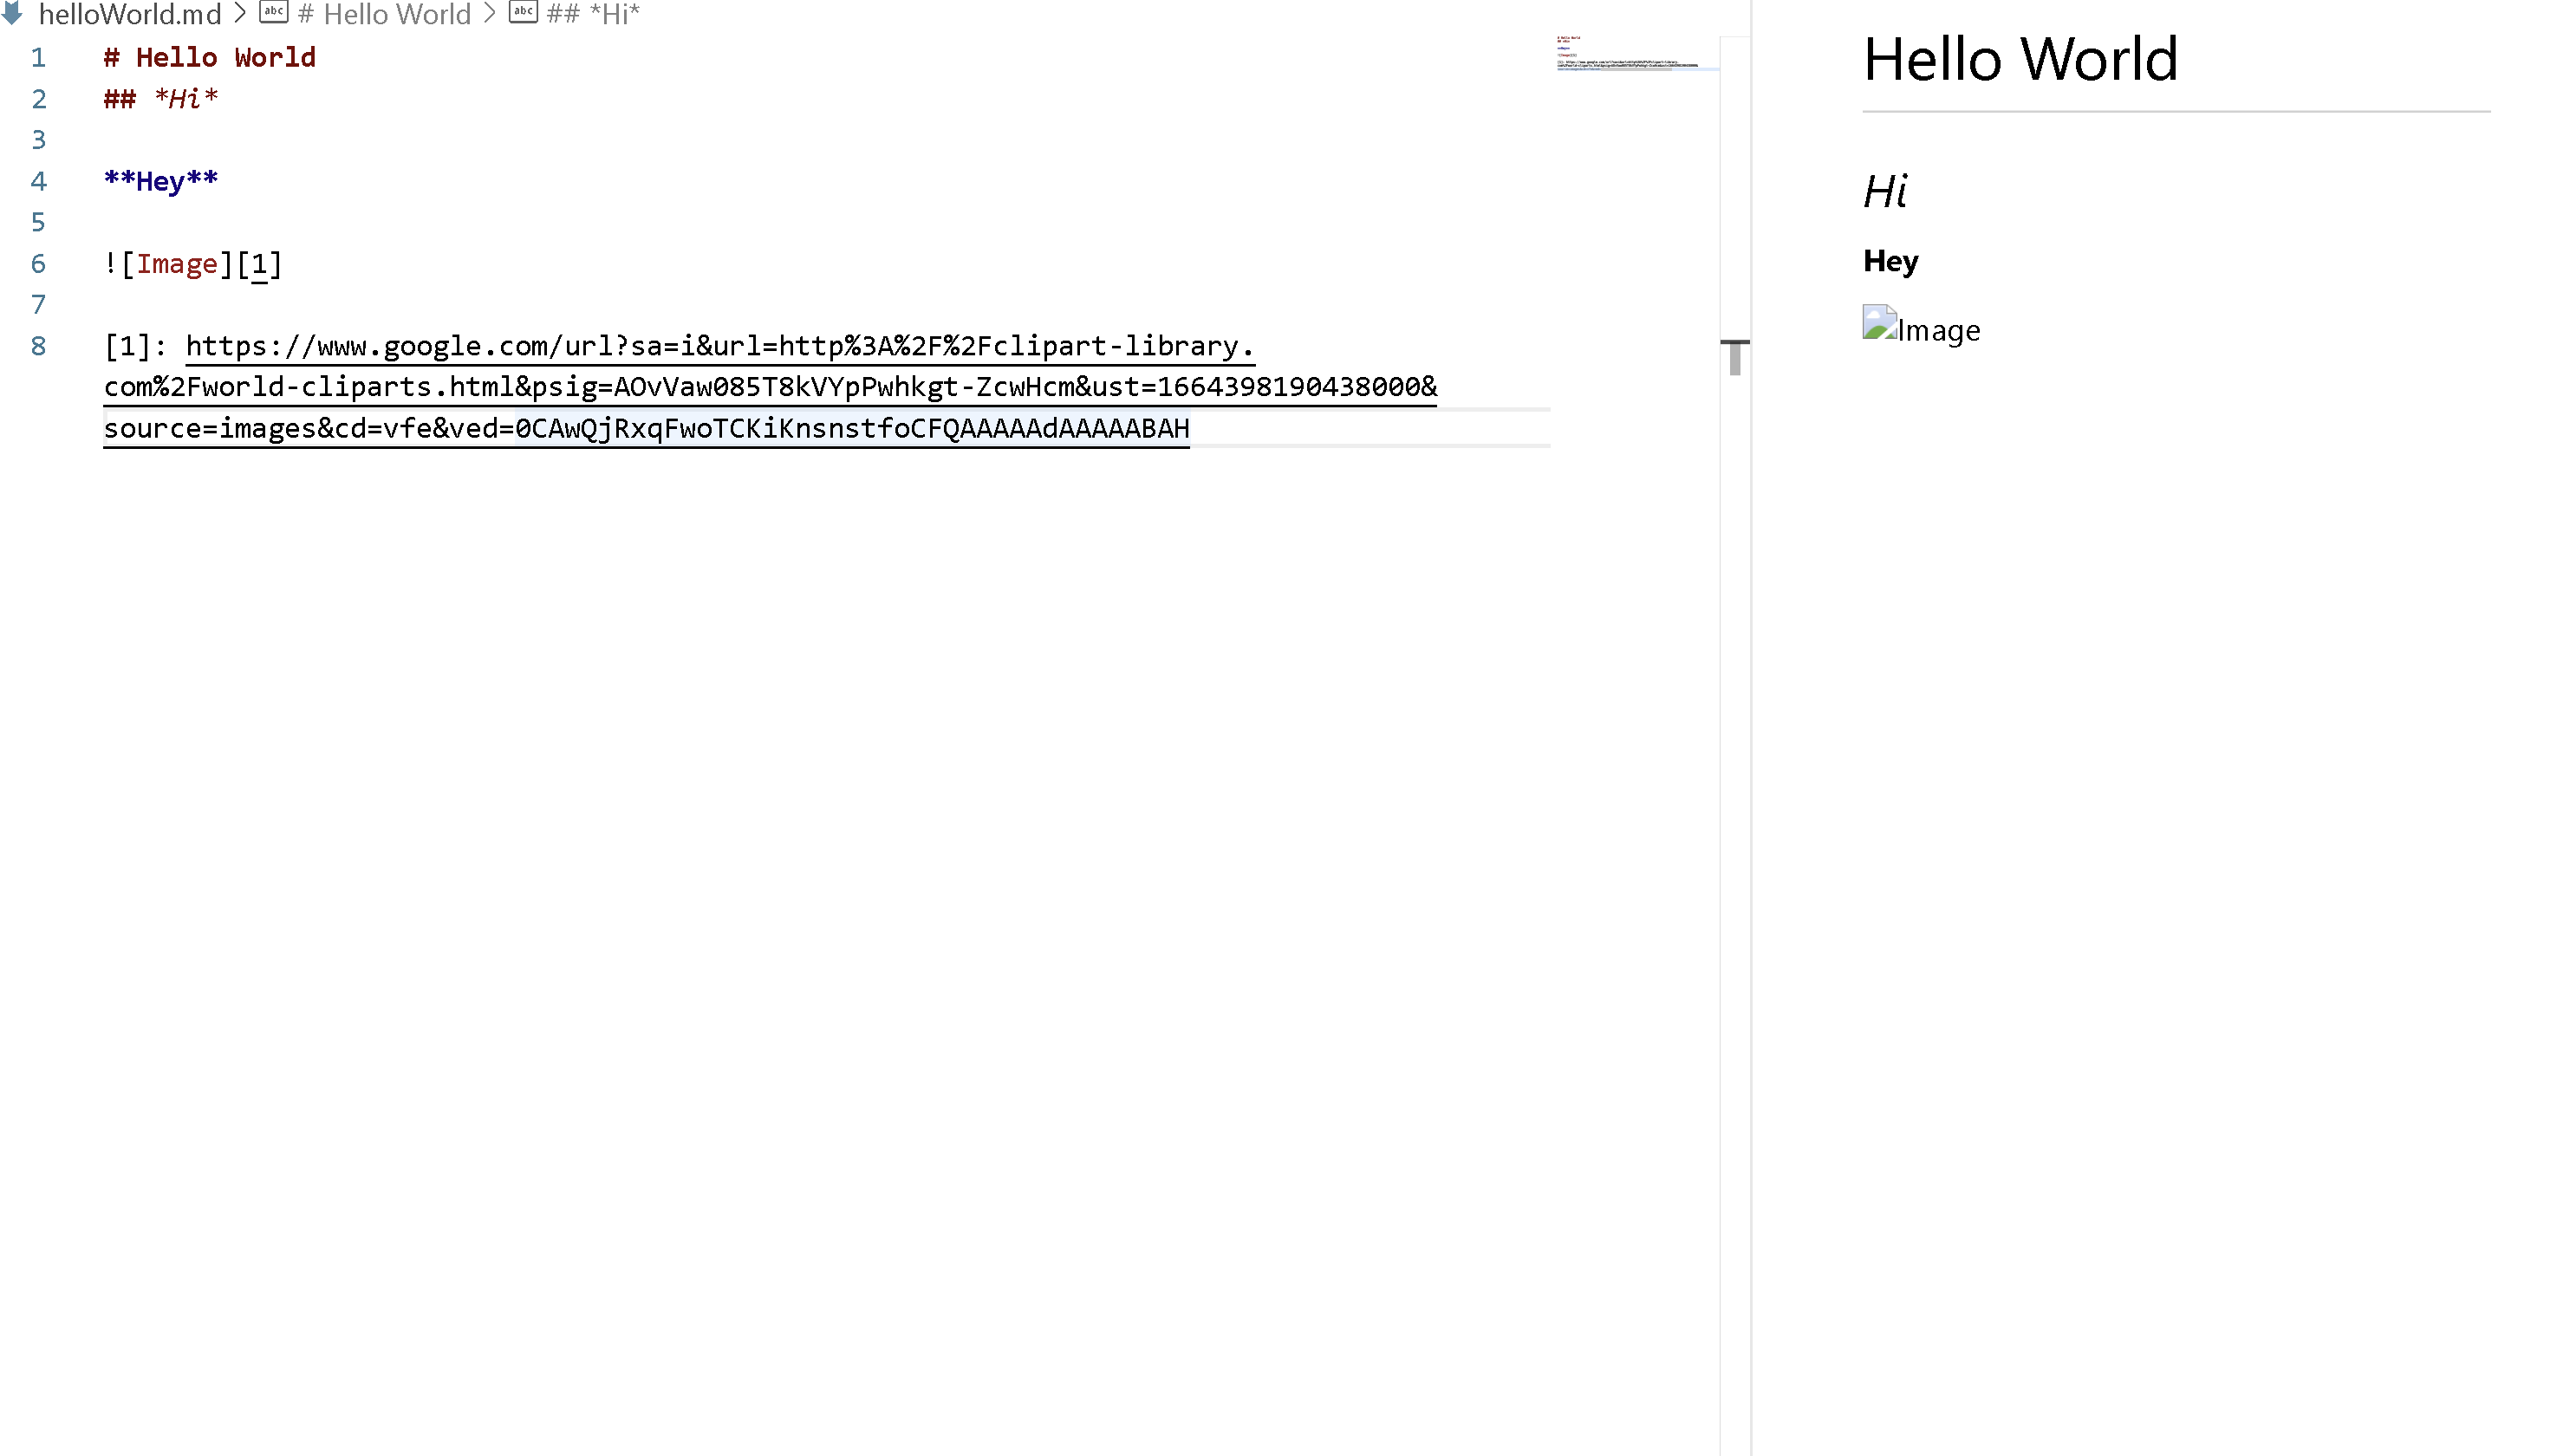 helloWorld.md > abc # Hello World > abc ## *Hi*
1 # Hello World
2 ## *Hi*
3
4 **Hey**
5
6 ![Image][1]
7
8 [1]: https://www.google.com/url?sa=i&url=http%3A%2F%2Fclipart-library.
com%2Fworld-cliparts.html&psig=AOvVaw085T8kVYpPwhkgt-ZcwHcm&ust=1664398190438000&
source=images&cd=vfe&ved=0CAwQjRxqFwoTCKiKnsnstfoCFQAAAAAdAAAAABAH
Hello World
Hi
Hey
Image